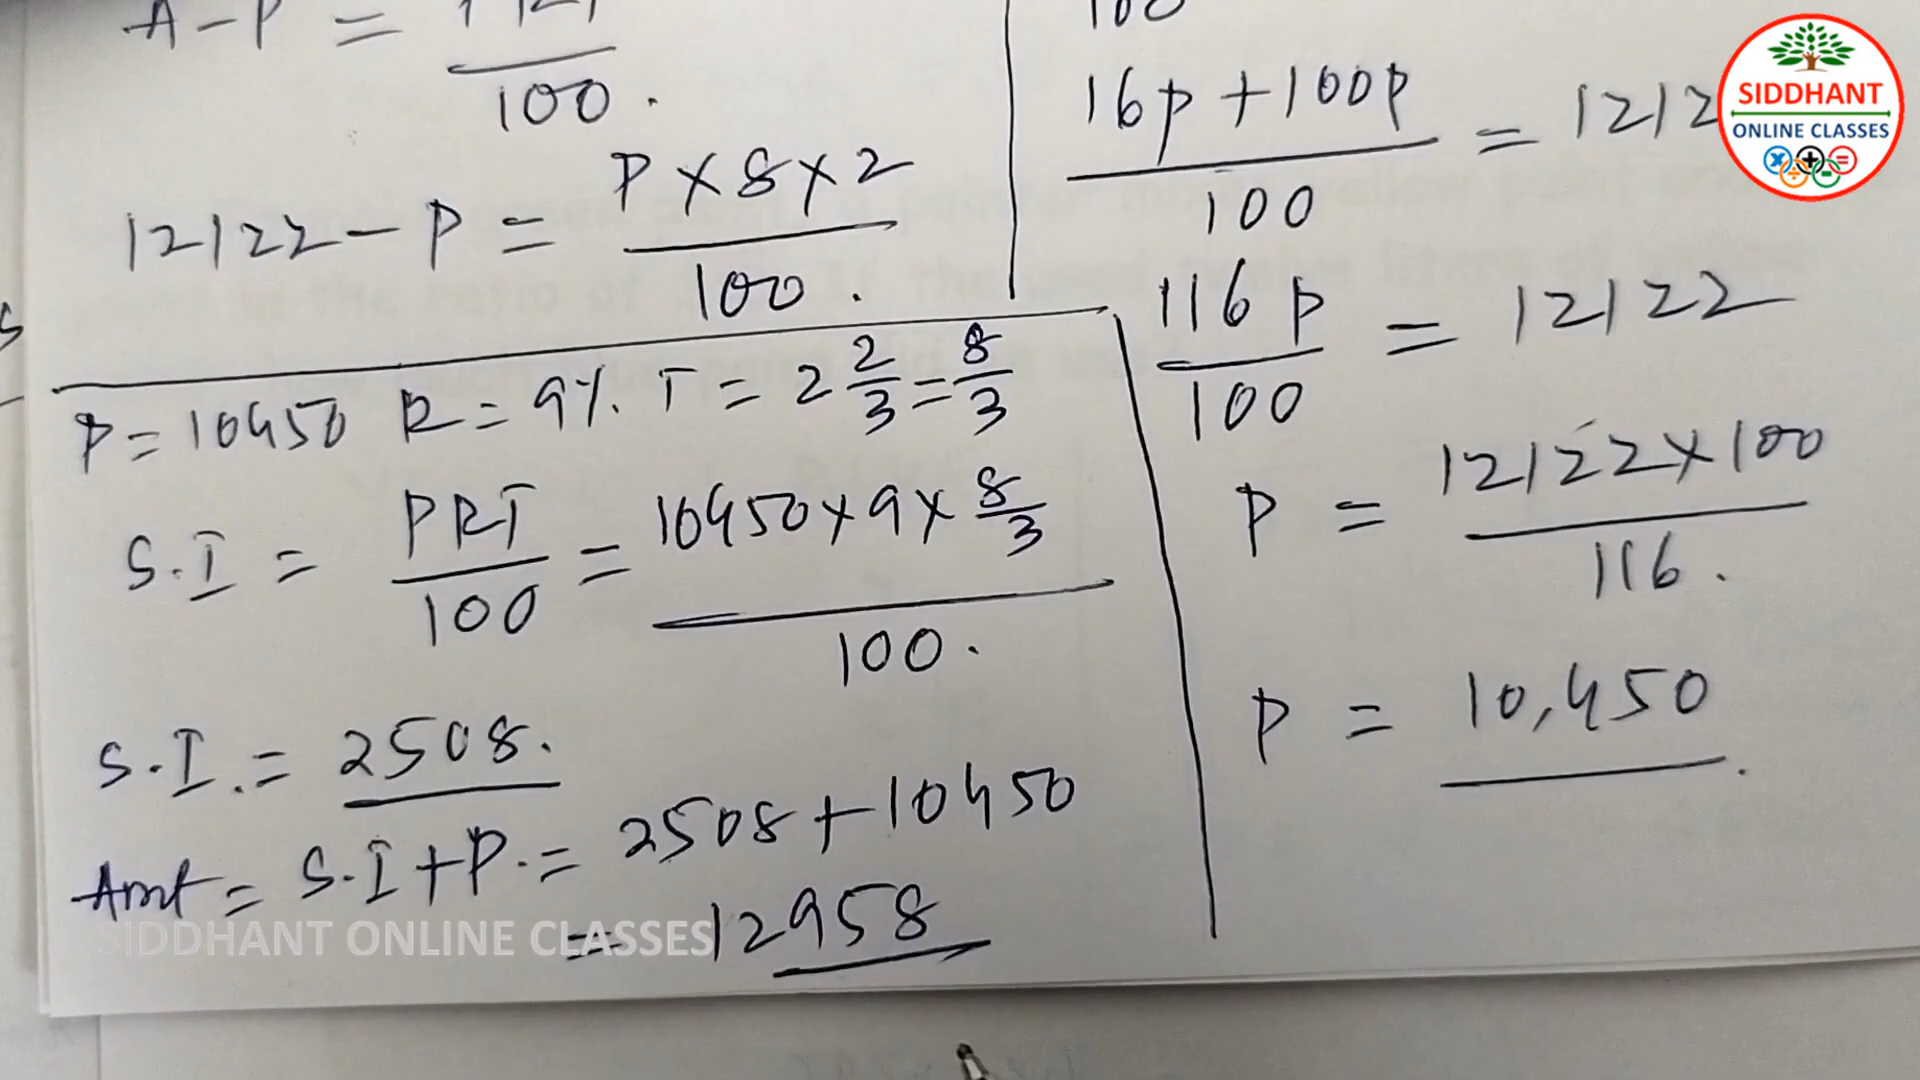 A-P =
100.
12122-P = P×8×2
100.
16p+100p = 1212
100
116p = 12122
100
P = 12122×100
116.
P = 10,450.
P=10450 R=9%. T= 2 2/3 = 8/3
S.I = PRT/100 = 10450×9×8/3
100.
S.I. = 2508.
Amt = S.I+P. = 2508+10450
= 12958
SIDDHANT ONLINE CLASSES
SIDDHANT
ONLINE CLASSES